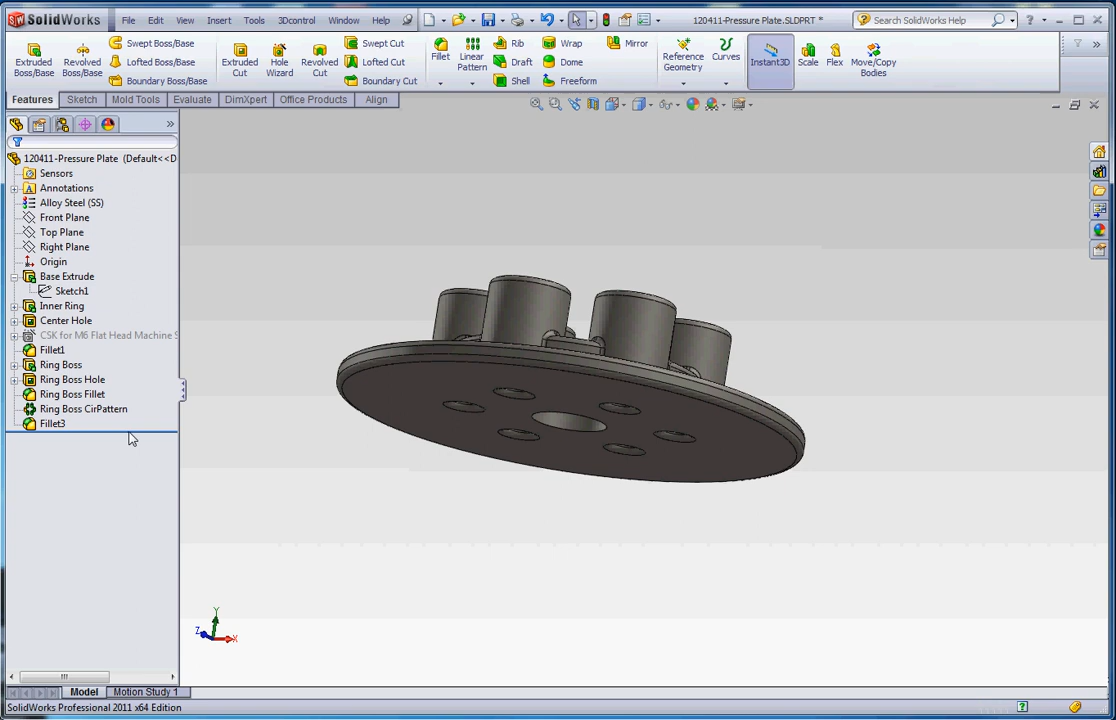 SolidWorks File Edit View Insert Tools 3Dcontrol Window Help 120411-Pressure Plate.SLDPRT * Search SolidWorks Help
Extruded Boss/Base
Revolved Boss/Base
Swept Boss/Base
Lofted Boss/Base
Boundary Boss/Base
Extruded Cut
Hole Wizard
Revolved Cut
Swept Cut
Lofted Cut
Boundary Cut
Fillet
Linear Pattern
Rib
Draft
Shell
Wrap
Dome
Freeform
Mirror
Reference Geometry
Curves
Instant3D
Scale
Flex
Move/Copy Bodies
Features Sketch Mold Tools Evaluate DimXpert Office Products Align
120411-Pressure Plate (Default<<D
Sensors
Annotations
Alloy Steel (SS)
Front Plane
Top Plane
Right Plane
Origin
Base Extrude
Sketch1
Inner Ring
Center Hole
CSK for M6 Flat Head Machine S
Fillet1
Ring Boss
Ring Boss Hole
Ring Boss Fillet
Ring Boss CirPattern
Fillet3
Y
Z
X
Model Motion Study 1
SolidWorks Professional 2011 x64 Edition